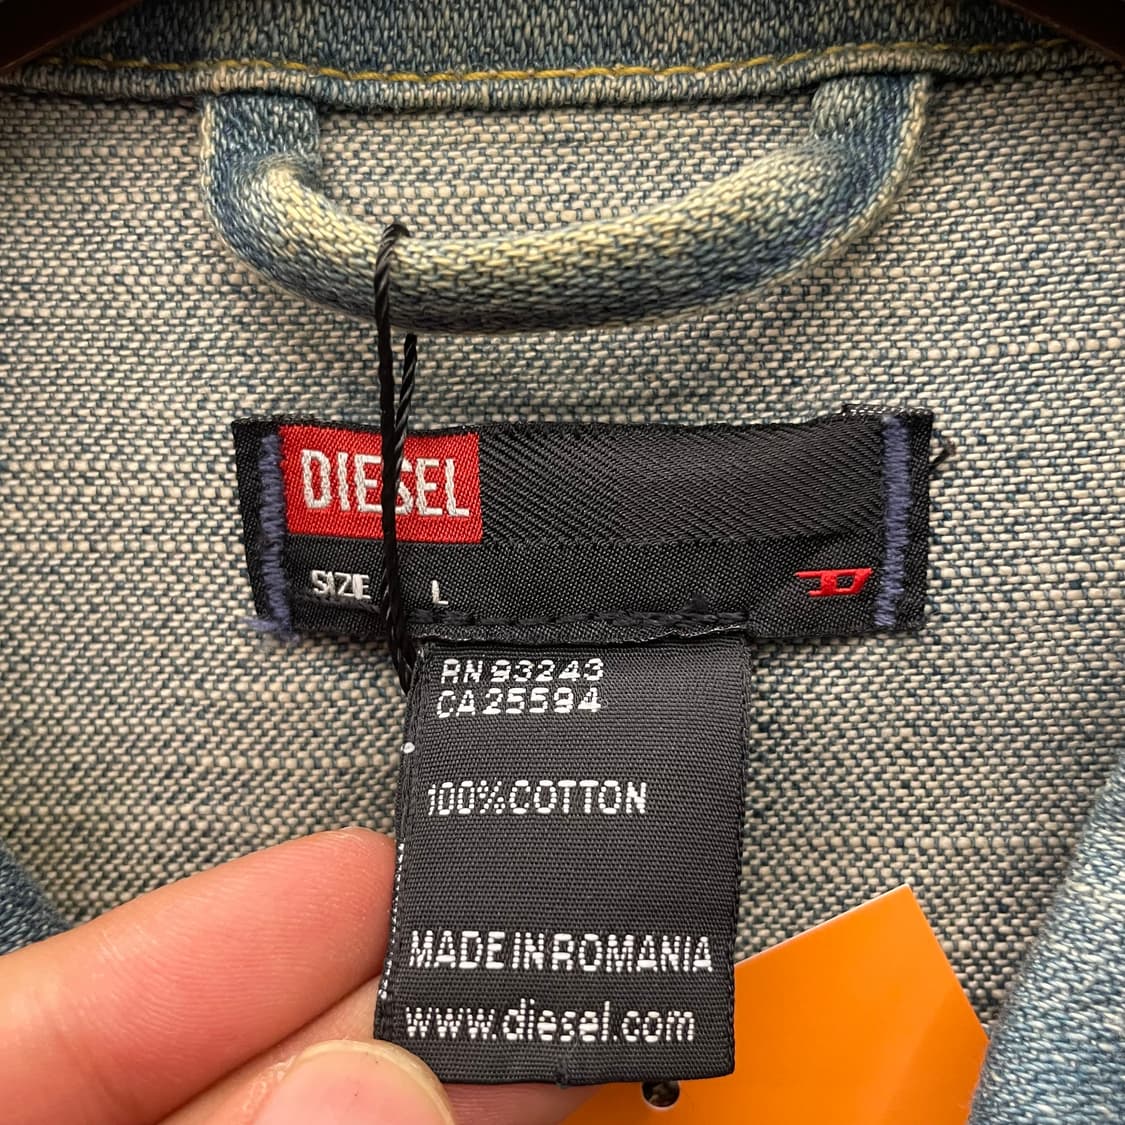 DIESEL
SIZE L
RN 93243
CA 25594
100% COTTON
MADE IN ROMANIA
www.diesel.com